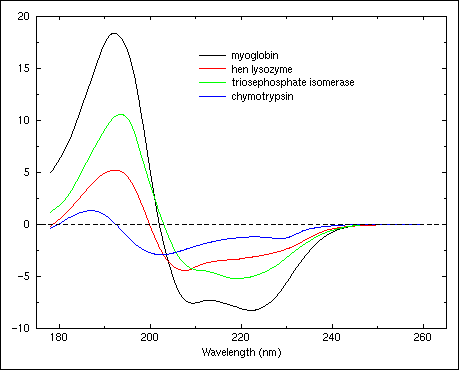 20
15
10
5
0
−5
−10
myoglobin
hen lysozyme
triosephosphate isomerase
chymotrypsin
180 200 220 240 260
Wavelength (nm)